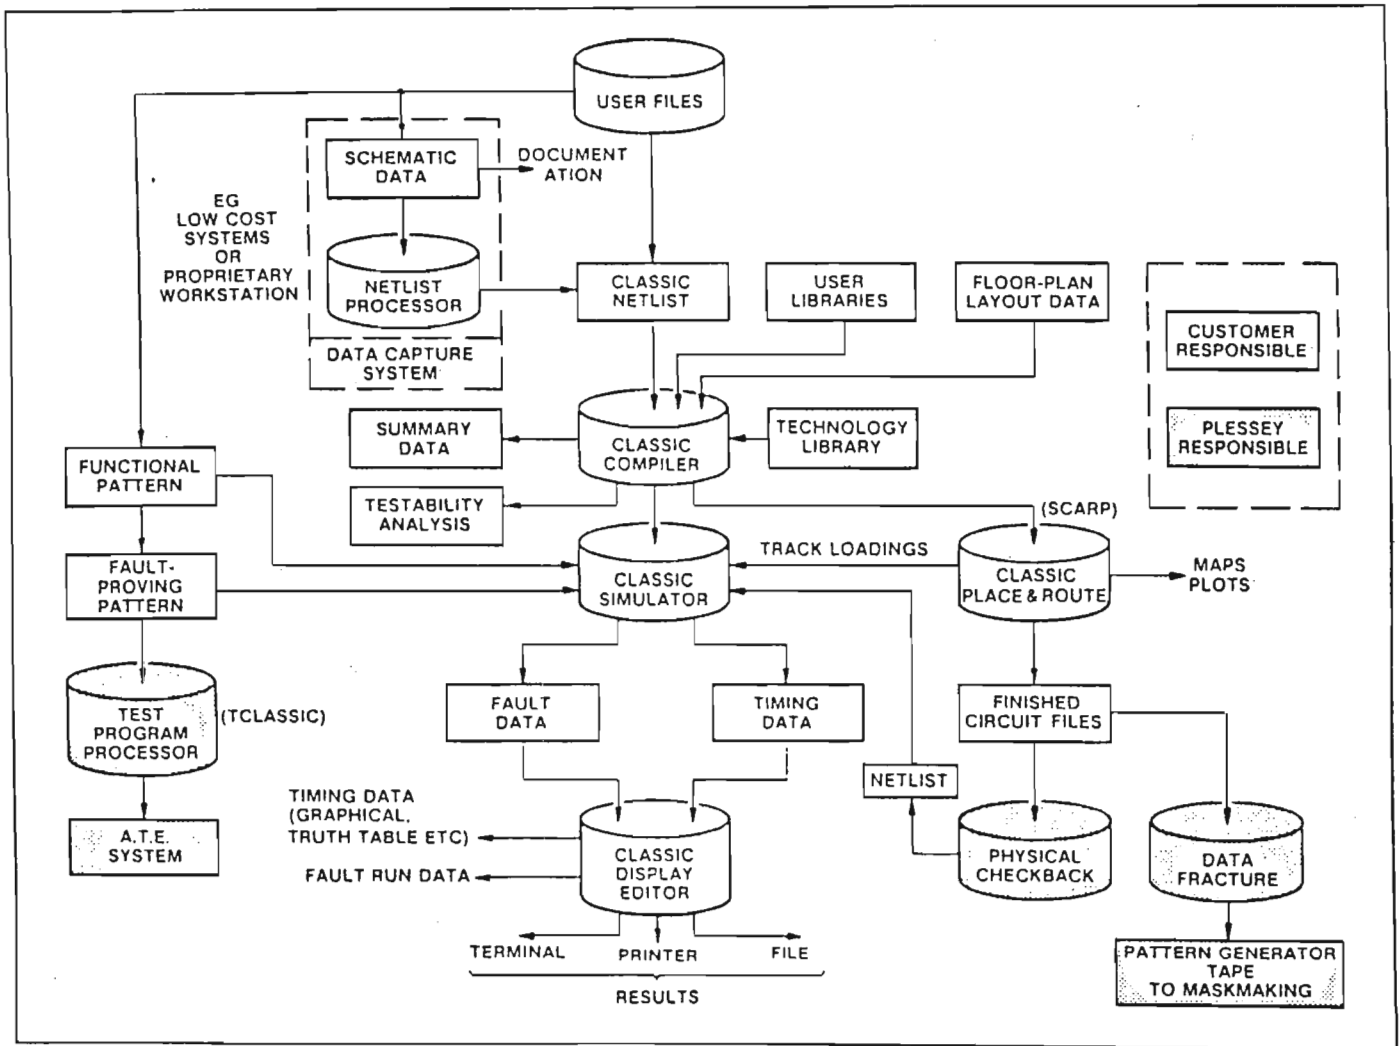 USER FILES
SCHEMATIC
DATA
DOCUMENT
ATION
EG
LOW COST
SYSTEMS
OR
PROPRIETARY
WORKSTATION
NETLIST
PROCESSOR
DATA CAPTURE
SYSTEM
CLASSIC
NETLIST
USER
LIBRARIES
FLOOR-PLAN
LAYOUT DATA
CUSTOMER
RESPONSIBLE
PLESSEY
RESPONSIBLE
SUMMARY
DATA
CLASSIC
COMPILER
TECHNOLOGY
LIBRARY
FUNCTIONAL
PATTERN
TESTABILITY
ANALYSIS
(SCARP)
FAULT-
PROVING
PATTERN
CLASSIC
SIMULATOR
TRACK LOADINGS
CLASSIC
PLACE & ROUTE
MAPS
PLOTS
TEST
PROGRAM
PROCESSOR
(TCLASSIC)
FAULT
DATA
TIMING
DATA
FINISHED
CIRCUIT FILES
NETLIST
A.T.E.
SYSTEM
TIMING DATA
(GRAPHICAL,
TRUTH TABLE ETC)
FAULT RUN DATA
CLASSIC
DISPLAY
EDITOR
PHYSICAL
CHECKBACK
DATA
FRACTURE
TERMINAL
PRINTER
FILE
RESULTS
PATTERN GENERATOR
TAPE
TO MASKMAKING